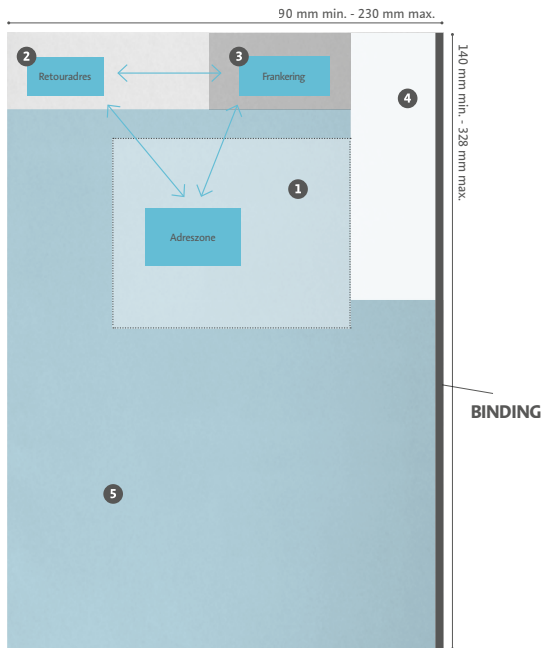 90 mm min. - 230 mm max.
2
Retouradres
3
Frankering
4
140 mm min. - 328 mm max.
1
Adreszone
BINDING
5